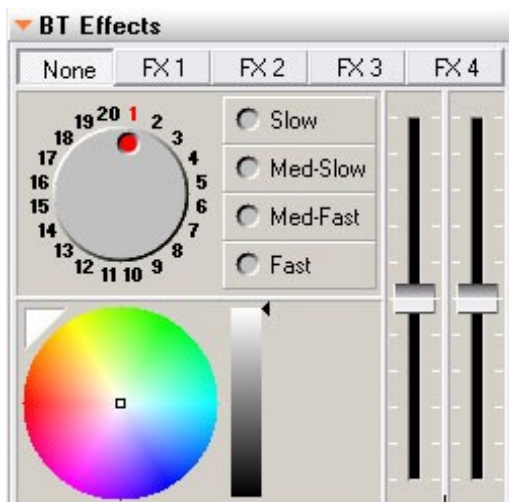 BT Effects
None FX 1 FX 2 FX 3 FX 4
1 2 3 4 5 6 7 8 9 10 11 12 13 14 15 16 17 18 19 20
Slow
Med-Slow
Med-Fast
Fast